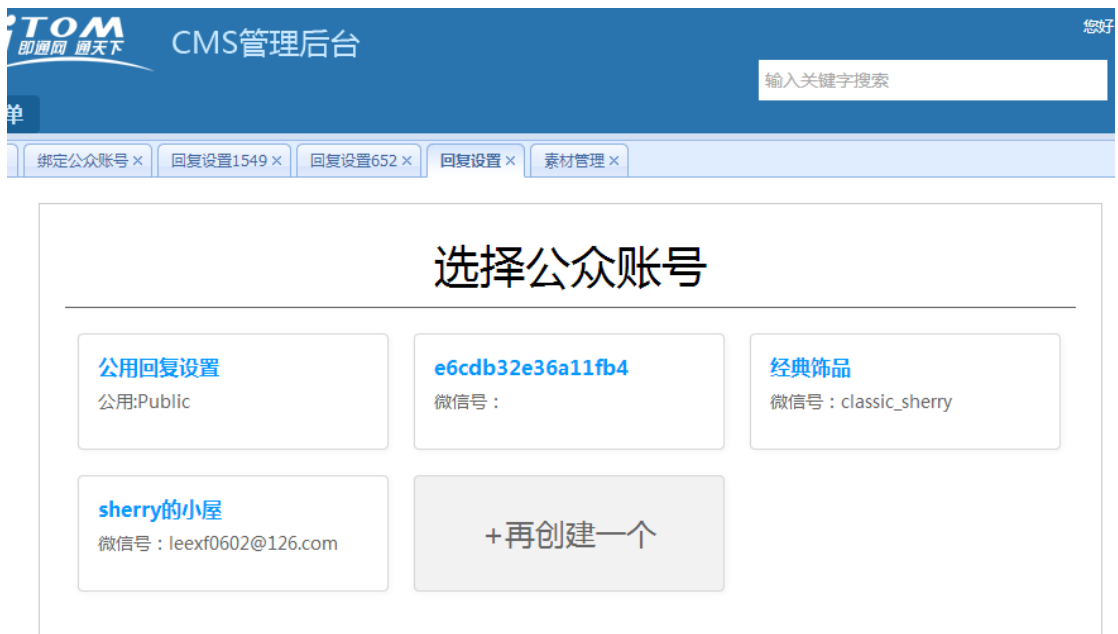 iTOM
即通网 通天下
CMS管理后台
您好
输入关键字搜索
单
绑定公众账号×
回复设置1549×
回复设置652×
回复设置×
素材管理×
选择公众账号
公用回复设置
公用:Public
e6cdb32e36a11fb4
微信号：
经典饰品
微信号：classic_sherry
sherry的小屋
微信号：leexf0602@126.com
+再创建一个